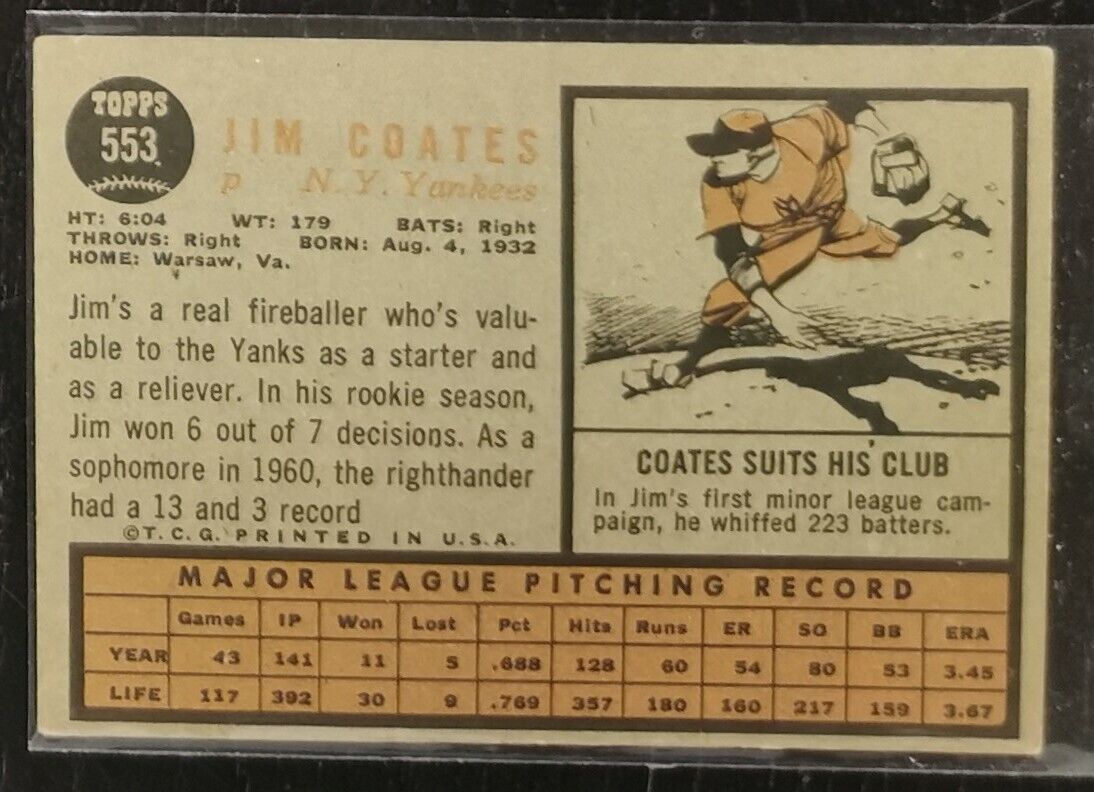 TOPPS
553
JIM COATES
P N. Y. Yankees
HT: 6:04 WT: 179 BATS: Right
THROWS: Right BORN: Aug. 4, 1932
HOME: Warsaw, Va.
Jim's a real fireballer who's valu-
able to the Yanks as a starter and
as a reliever. In his rookie season,
Jim won 6 out of 7 decisions. As a
sophomore in 1960, the righthander
had a 13 and 3 record
©T. C. G. PRINTED IN U.S.A.
COATES SUITS HIS CLUB
In Jim's first minor league cam-
paign, he whiffed 223 batters.
MAJOR LEAGUE PITCHING RECORD
Games IP Won Lost Pct Hits Runs ER SO BB ERA
YEAR 43 141 11 5 .688 128 60 54 80 53 3.45
LIFE 117 392 30 9 .769 357 180 160 217 159 3.67